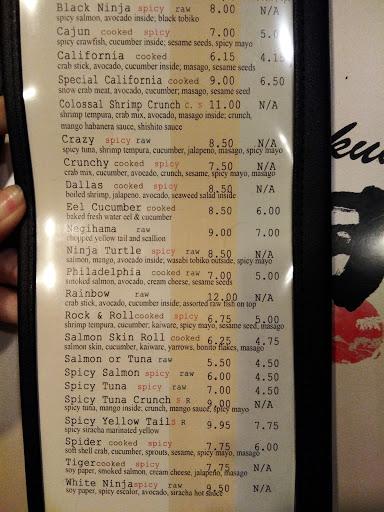 Black Ninja spicy raw 8.00 N/A
spicy salmon, avocado inside; black tobiko
Cajun cooked spicy 7.00 5.0
spicy crawfish, cucumber inside; sesame seeds, spicy mayo
California cooked 6.15 4.15
crab stick, avocado, cucumber inside; masago, sesame seeds
Special California cooked 9.00 6.50
snow crab meat, avocado, cucumber; masago, sesame seed
Colossal Shrimp Crunch C. S 11.00 N/A
shrimp tempura, crab mix, avocado, masago inside; crunch,
mango habanera sauce, shishito sauce
Crazy spicy raw 8.50 N/A
spicy tuna, shrimp tempura, cucumber, jalapeño, masago, spicy mayo
Crunchy cooked spicy 7.50 N/A
crab mix, cucumber, avocado, crunch, sesame, spicy mayo, masago
Dallas cooked spicy 8.50 N/A
boiled shrimp, jalapeno, avocado, seaweed salad inside
Eel Cucumber cooked 8.50 6.00
baked fresh water eel & cucumber
Negihama raw 9.00 7.00
chopped yellow tail and scallion
Ninja Turtle spicy raw 8.50 N/A
salmon, mango, avocado inside; wasabi tobiko outside, spicy mayo
Philadelphia cooked raw 7.00 5.00
smoked salmon, avocado, cream cheese, sesame seeds
Rainbow raw 12.00 N/A
crab stick, avocado, cucumber inside; assorted raw fish on top
Rock & Roll cooked spicy 6.75 5.00
shrimp tempura, cucumber; kaiware, spicy mayo, sesame seed, masago
Salmon Skin Roll cooked 6.25 4.75
salmon skin, cucumber, kaiware, yarrows, bonito flakes, masago
Salmon or Tuna raw 5.50 4.50
Spicy Salmon spicy raw 6.00 4.50
Spicy Tuna spicy raw 7.00 4.50
Spicy Tuna Crunch S R 9.00 N/A
spicy tuna, mango inside; crunch, mango sauce, spicy mayo
Spicy Yellow Tail S R 9.95 7.75
spicy siracha marinated yellow
Spider cooked spicy 7.75 6.00
soft shell crab, cucumber, sprouts, sesame, spicy mayo, masago
Tiger cooked spicy 7.75 N/A
soy paper, smoked salmon, cream cheese, jalapeño, masago
White Ninja spicy raw 9.50 N/A
soy paper, spicy escolor, avocado, siracha hot sauce